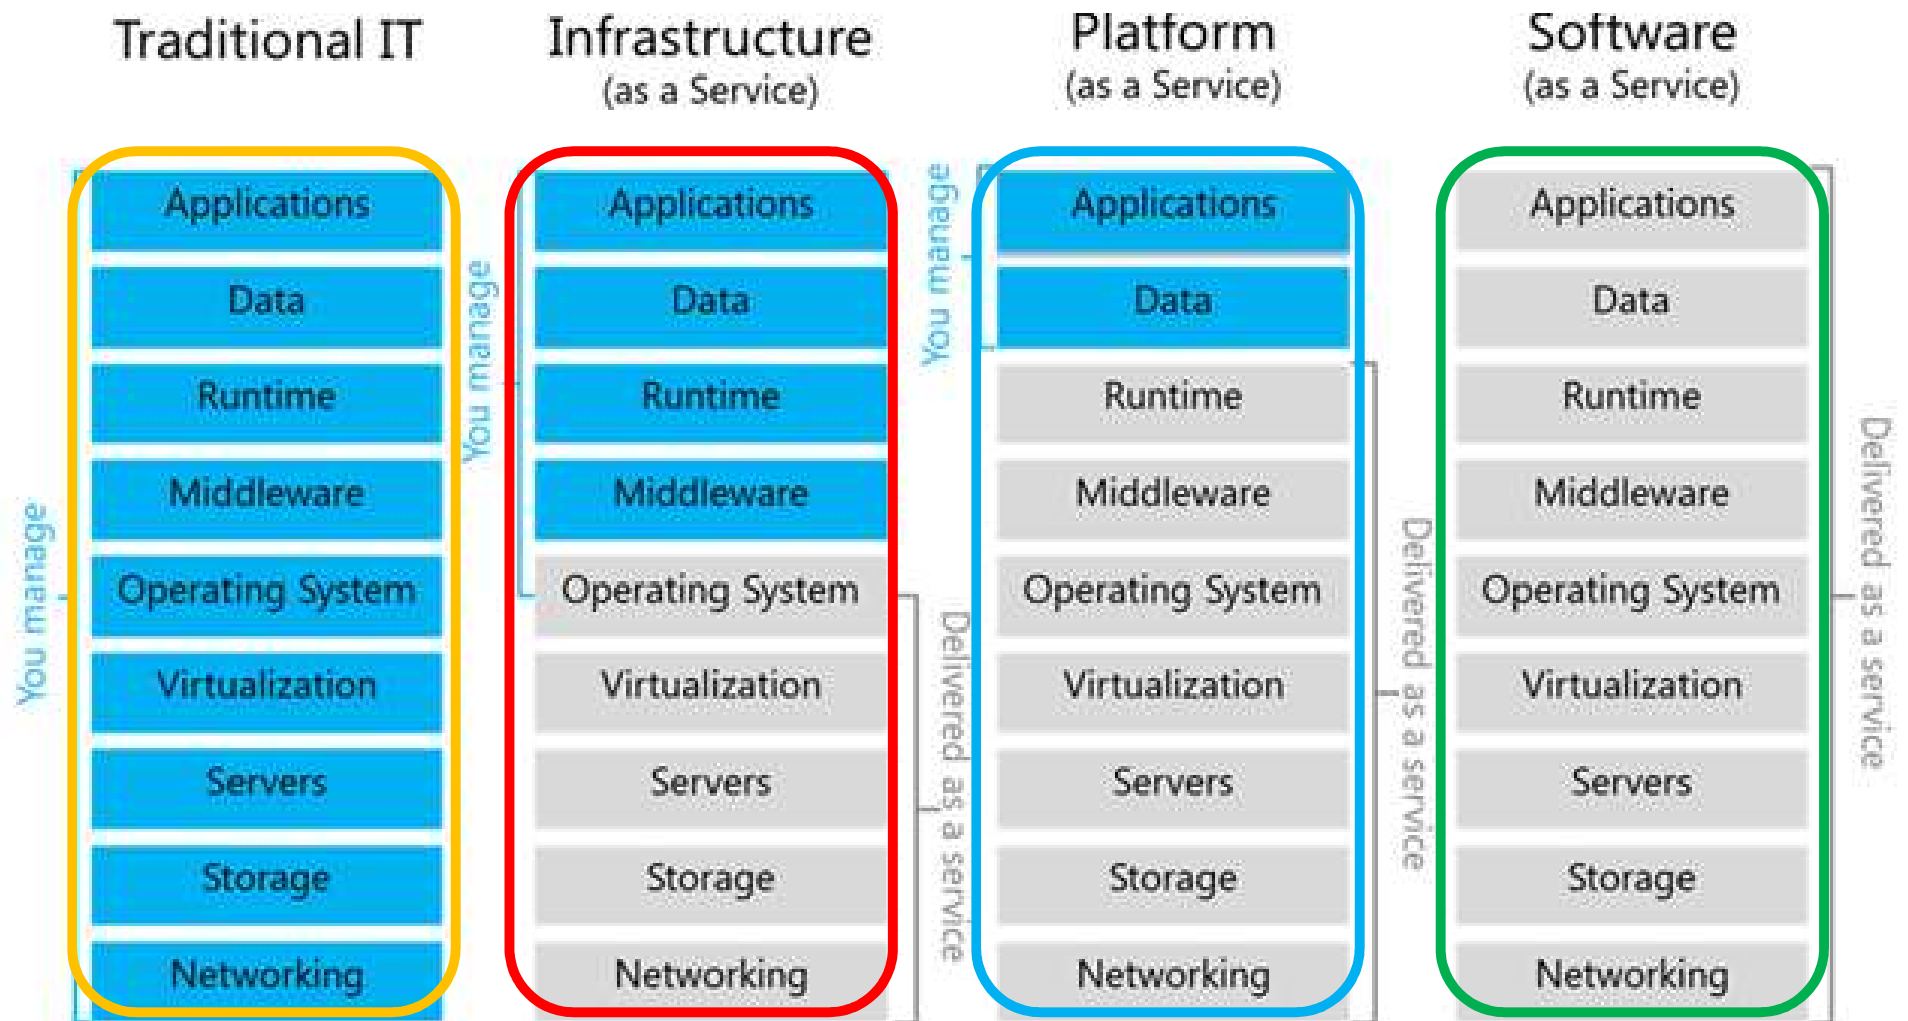 Traditional IT
Applications
Data
Runtime
Middleware
Operating System
Virtualization
Servers
Storage
Networking
You manage
Infrastructure
(as a Service)
Applications
Data
Runtime
Middleware
Operating System
Virtualization
Servers
Storage
Networking
You manage
Delivered as a service
Platform
(as a Service)
Applications
Data
Runtime
Middleware
Operating System
Virtualization
Servers
Storage
Networking
You manage
Delivered as a service
Software
(as a Service)
Applications
Data
Runtime
Middleware
Operating System
Virtualization
Servers
Storage
Networking
Delivered as a service